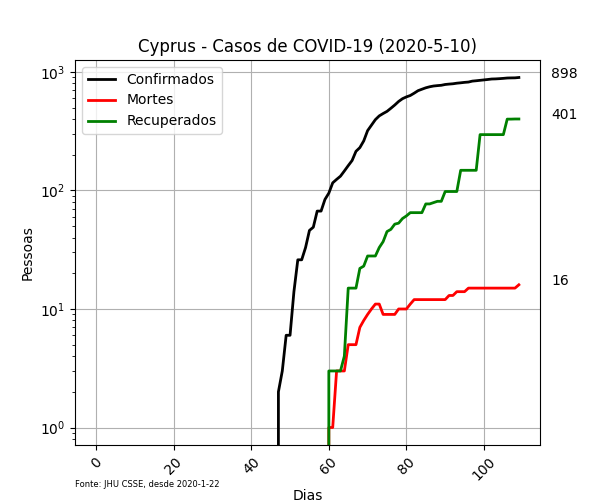 Cyprus - Casos de COVID-19 (2020-5-10)
Confirmados
Mortes
Recuperados
10³
10²
10¹
10⁰
Pessoas
898
401
16
0
20
40
60
80
100
Fonte: JHU CSSE, desde 2020-1-22
Dias